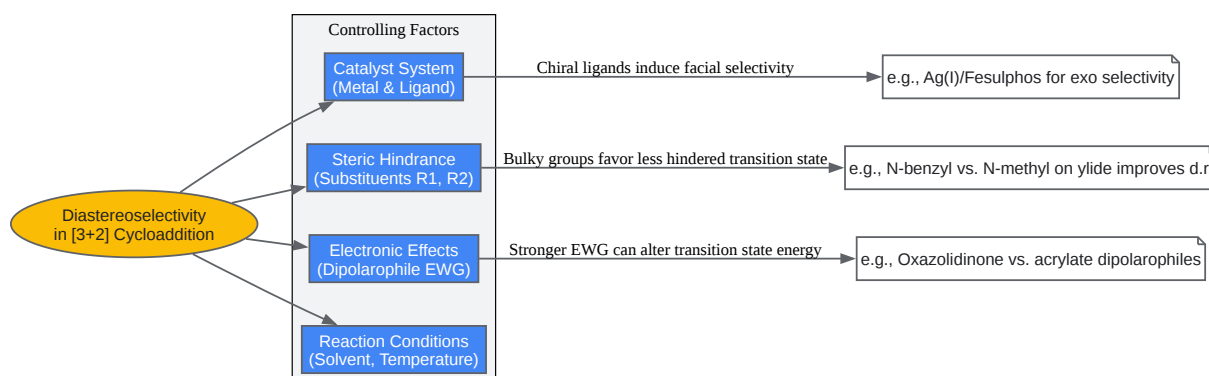 Controlling Factors
Catalyst System
(Metal & Ligand)
Chiral ligands induce facial selectivity
e.g., Ag(I)/Fesulphos for exo selectivity
Steric Hindrance
(Substituents R1, R2)
Bulky groups favor less hindered transition state
e.g., N-benzyl vs. N-methyl on ylide improves d.r
Diastereoselectivity
in [3+2] Cycloaddition
Electronic Effects
(Dipolarophile EWG)
Stronger EWG can alter transition state energy
e.g., Oxazolidinone vs. acrylate dipolarophiles
Reaction Conditions
(Solvent, Temperature)